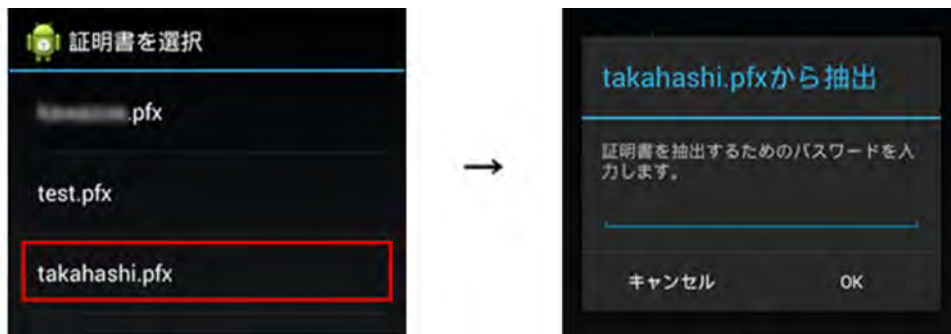 証明書を選択
.pfx
test.pfx
takahashi.pfx
→
takahashi.pfxから抽出
証明書を抽出するためのパスワードを入
力します。
キャンセル
OK